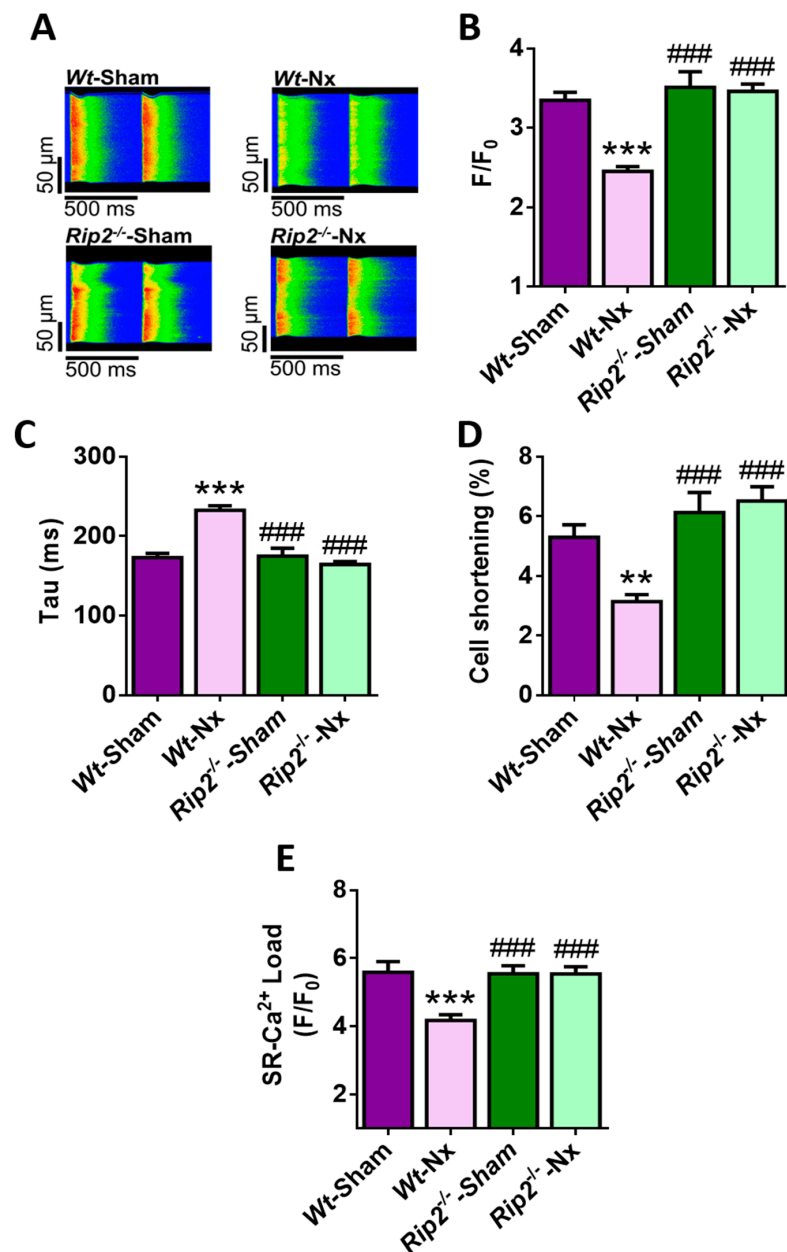 A
Wt-Sham
Wt-Nx
50 µm
500 ms
50 µm
500 ms
Rip2-/--Sham
Rip2-/--Nx
50 µm
500 ms
50 µm
500 ms
B
F/F0
4
3
2
1
***
###
###
Wt-Sham
Wt-Nx
Rip2-/--Sham
Rip2-/--Nx
C
Tau (ms)
300
200
100
0
***
###
###
Wt-Sham
Wt-Nx
Rip2-/--Sham
Rip2-/--Nx
D
Cell shortening (%)
8
6
4
2
0
**
###
###
Wt-Sham
Wt-Nx
Rip2-/--Sham
Rip2-/--Nx
E
SR-Ca2+ Load
(F/F0)
8
6
4
2
***
###
###
Wt-Sham
Wt-Nx
Rip2-/--Sham
Rip2-/--Nx